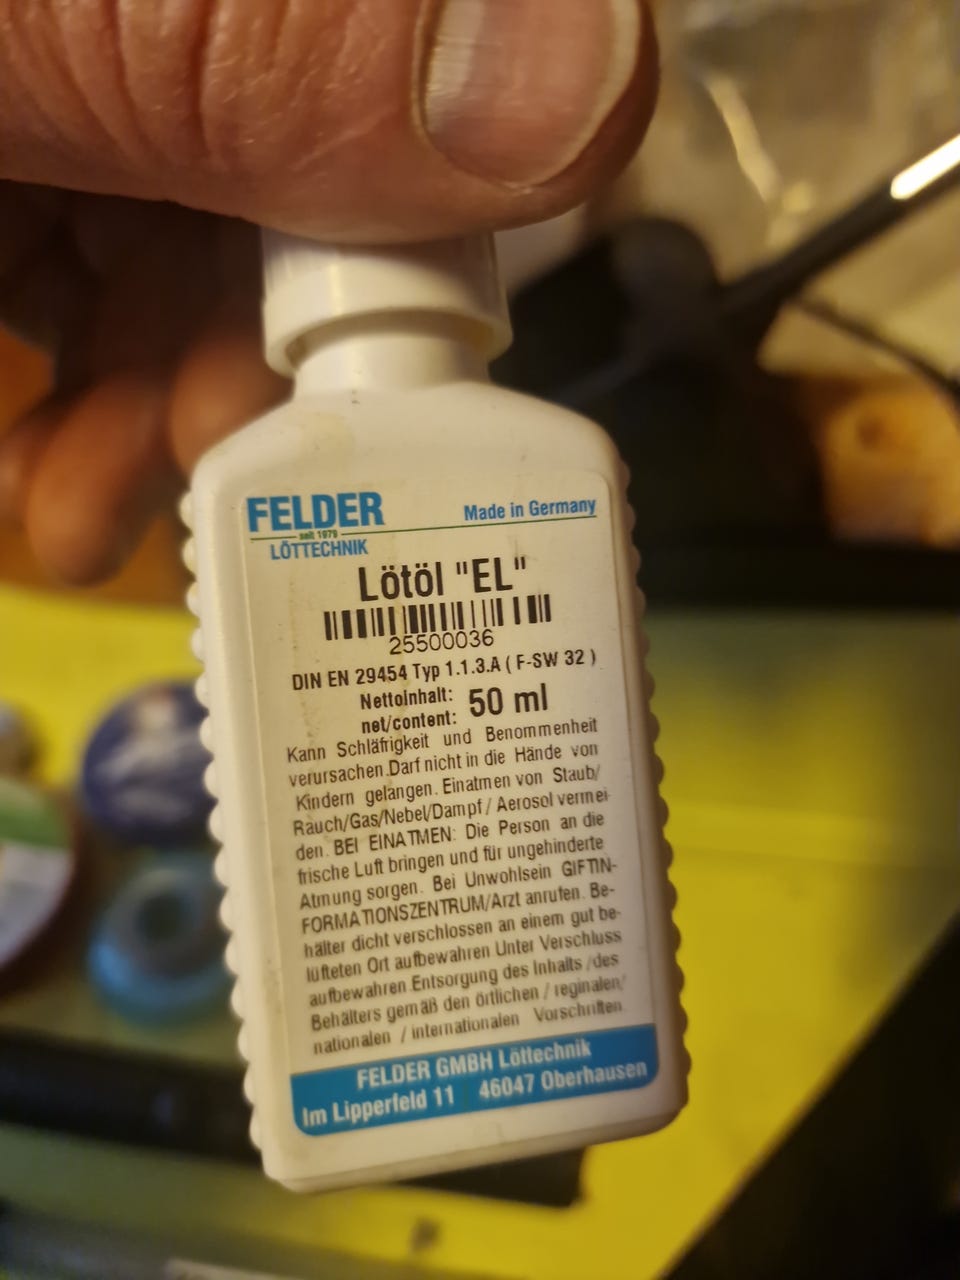 FELDER
seit 1979
LÖTTECHNIK
Made in Germany
Lötöl "EL"
25500036
DIN EN 29454 Typ 1.1.3.A ( F-SW 32 )
Nettoinhalt:
net/content: 50 ml
Kann Schläfrigkeit und Benommenheit
verursachen.Darf nicht in die Hände von
Kindern gelangen. Einatmen von Staub/
Rauch/Gas/Nebel/Dampf / Aerosol vermei-
den. BEI EINATMEN: Die Person an die
frische Luft bringen und für ungehinderte
Atmung sorgen. Bei Unwohlsein GIFTIN-
FORMATIONSZENTRUM/Arzt anrufen. Be-
hälter dicht verschlossen an einem gut be-
lüfteten Ort aufbewahren Unter Verschluss
aufbewahren.Entsorgung des Inhalts /des
Behälters gemäß den örtlichen / reginalen/
nationalen / internationalen Vorschriften.
FELDER GMBH Löttechnik
Im Lipperfeld 11 46047 Oberhausen